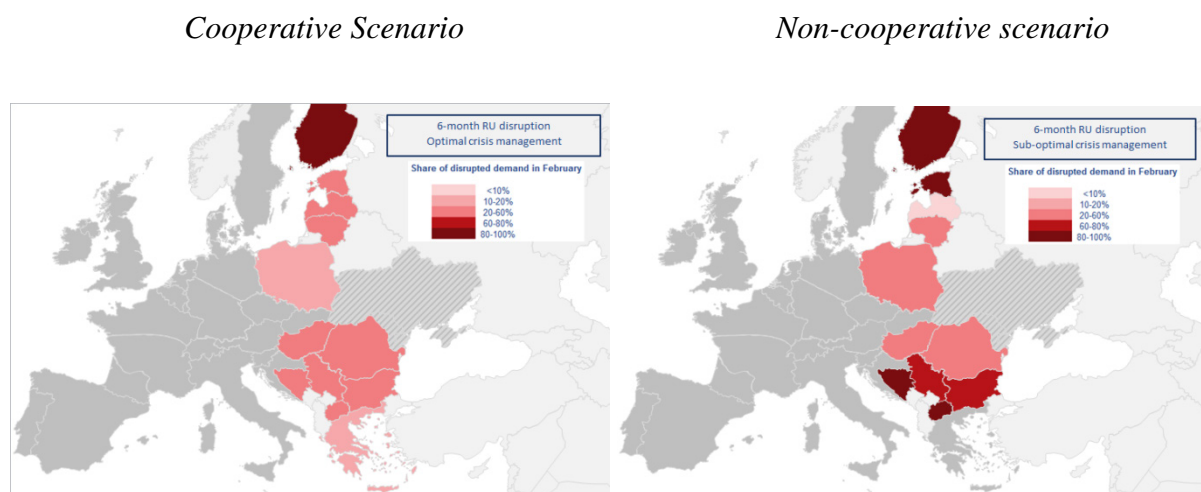 Cooperative Scenario
Non-cooperative scenario
6-month RU disruption
Optimal crisis management
Share of disrupted demand in February
<10%
10-20%
20-60%
60-80%
80-100%
6-month RU disruption
Sub-optimal crisis management
Share of disrupted demand in February
<10%
10-20%
20-60%
60-80%
80-100%